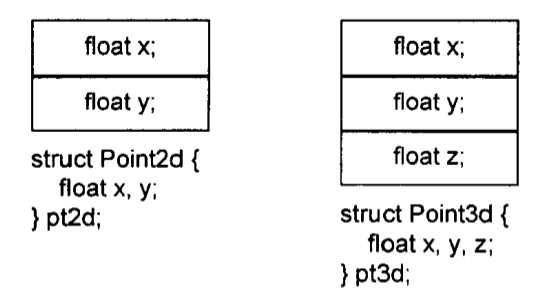 float x;
float y;
struct Point2d {
float x, y;
} pt2d;
float x;
float y;
float z;
struct Point3d {
float x, y, z;
} pt3d;